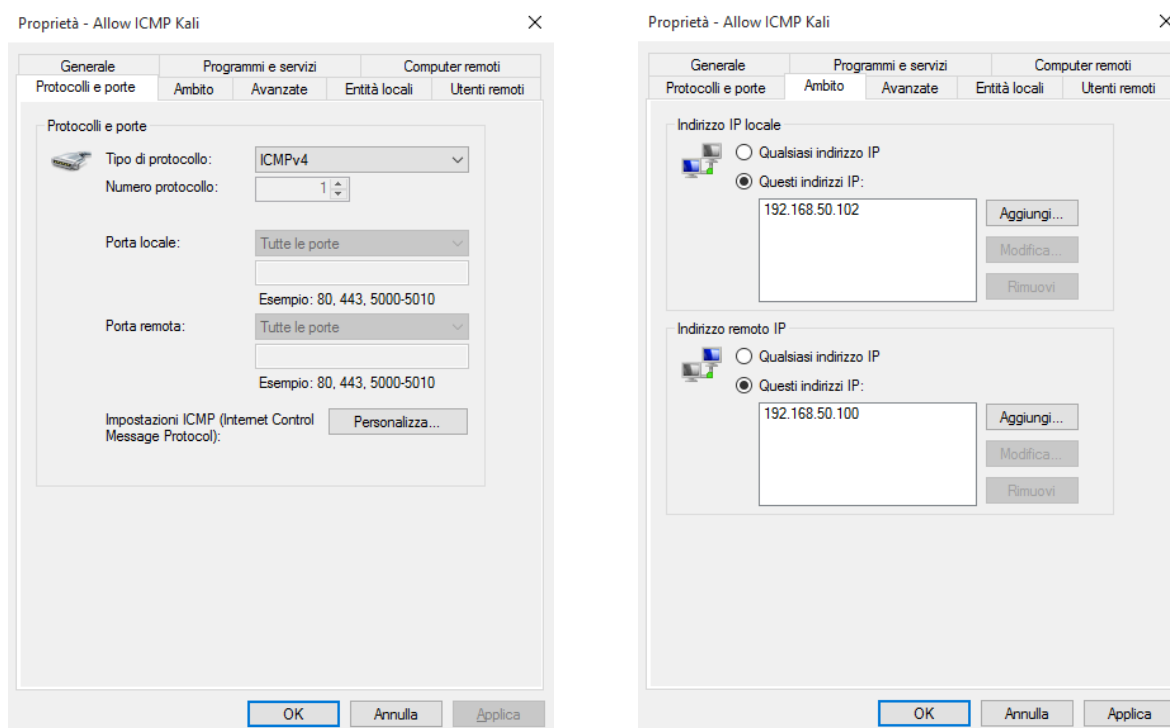 Proprietà - Allow ICMP Kali
Generale
Programmi e servizi
Computer remoti
Protocolli e porte
Ambito
Avanzate
Entità locali
Utenti remoti
Protocolli e porte
Tipo di protocollo:
ICMPv4
Numero protocollo:
1
Porta locale:
Tutte le porte
Esempio: 80, 443, 5000-5010
Porta remota:
Tutte le porte
Esempio: 80, 443, 5000-5010
Impostazioni ICMP (Internet Control
Message Protocol):
Personalizza...
OK
Annulla
Applica
Proprietà - Allow ICMP Kali
Generale
Programmi e servizi
Computer remoti
Protocolli e porte
Ambito
Avanzate
Entità locali
Utenti remoti
Indirizzo IP locale
Qualsiasi indirizzo IP
Questi indirizzi IP:
192.168.50.102
Aggiungi...
Modifica...
Rimuovi
Indirizzo remoto IP
Qualsiasi indirizzo IP
Questi indirizzi IP:
192.168.50.100
Aggiungi...
Modifica...
Rimuovi
OK
Annulla
Applica